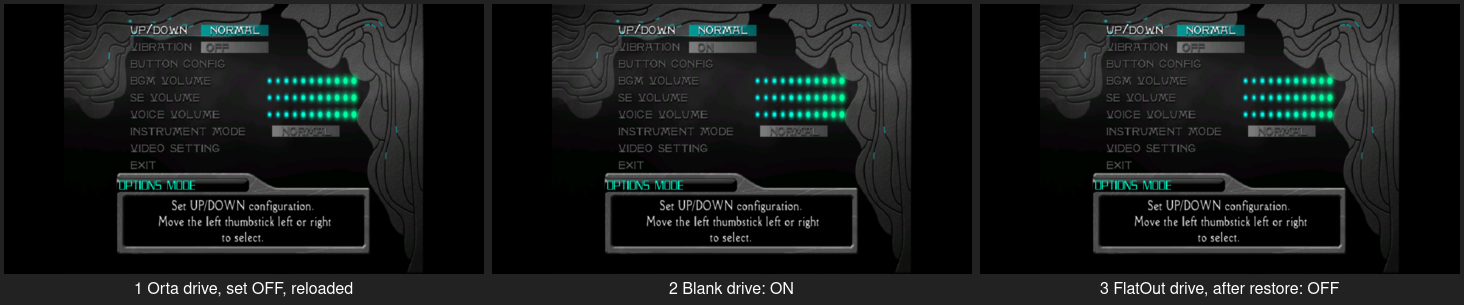 UP/DOWN NORMAL
VIBRATION OFF
BUTTON CONFIG
BGM VOLUME
SE VOLUME
VOICE VOLUME
INSTRUMENT MODE NORMAL
VIDEO SETTING
EXIT
OPTIONS MODE
Set UP/DOWN configuration.
Move the left thumbstick left or right
to select.
1 Orta drive, set OFF, reloaded
UP/DOWN NORMAL
VIBRATION ON
BUTTON CONFIG
BGM VOLUME
SE VOLUME
VOICE VOLUME
INSTRUMENT MODE NORMAL
VIDEO SETTING
EXIT
OPTIONS MODE
Set UP/DOWN configuration.
Move the left thumbstick left or right
to select.
2 Blank drive: ON
UP/DOWN NORMAL
VIBRATION OFF
BUTTON CONFIG
BGM VOLUME
SE VOLUME
VOICE VOLUME
INSTRUMENT MODE NORMAL
VIDEO SETTING
EXIT
OPTIONS MODE
Set UP/DOWN configuration.
Move the left thumbstick left or right
to select.
3 FlatOut drive, after restore: OFF